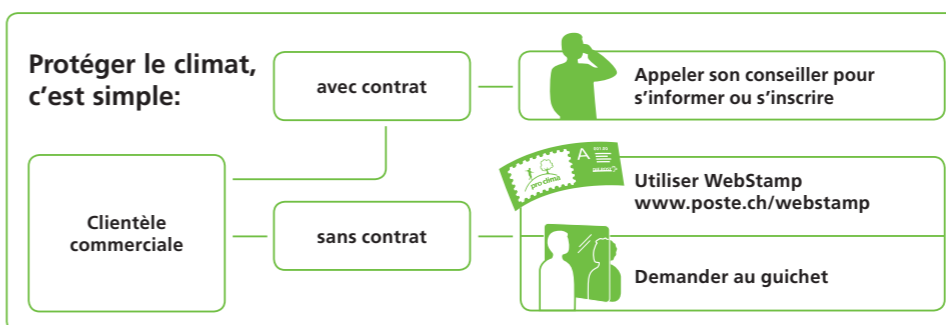 Protéger le climat,
c'est simple:
avec contrat
Appeler son conseiller pour
s'informer ou s'inscrire
Clientèle
commerciale
sans contrat
A
pro clima
Utiliser WebStamp
www.poste.ch/webstamp
Demander au guichet